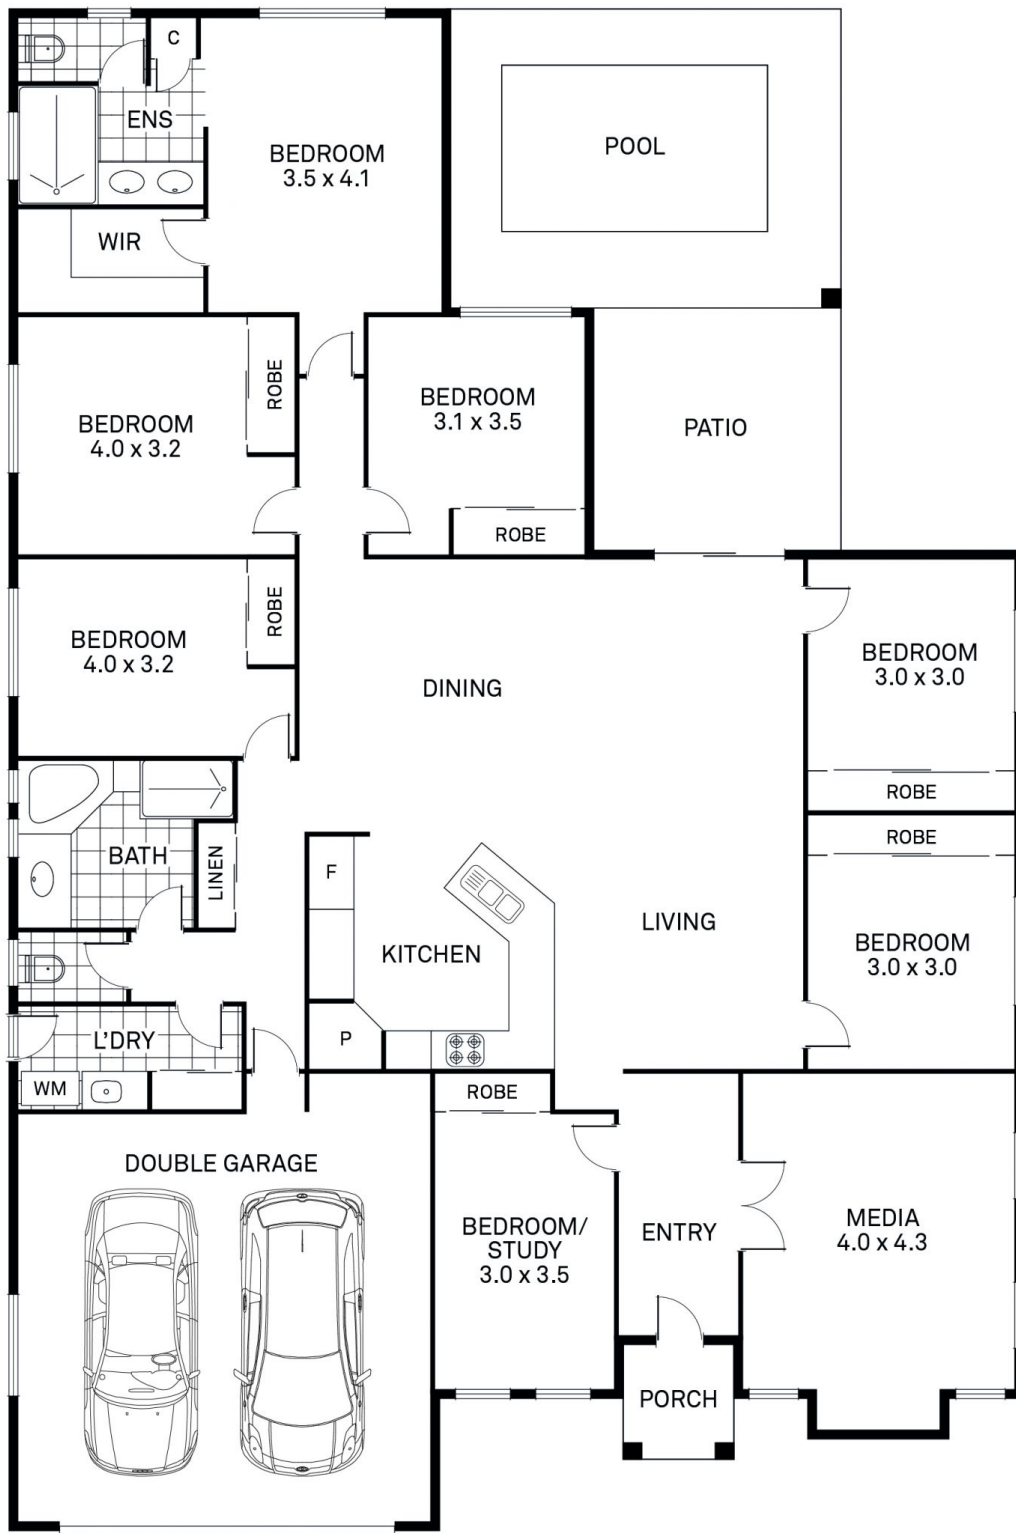 C
ENS
BEDROOM
3.5 x 4.1
POOL
WIR
ROBE
BEDROOM
4.0 x 3.2
BEDROOM
3.1 x 3.5
ROBE
PATIO
ROBE
BEDROOM
4.0 x 3.2
DINING
BEDROOM
3.0 x 3.0
ROBE
ROBE
BATH
LINEN
F
KITCHEN
LIVING
BEDROOM
3.0 x 3.0
L'DRY
P
WM
ROBE
DOUBLE GARAGE
BEDROOM/
STUDY
3.0 x 3.5
ENTRY
MEDIA
4.0 x 4.3
PORCH